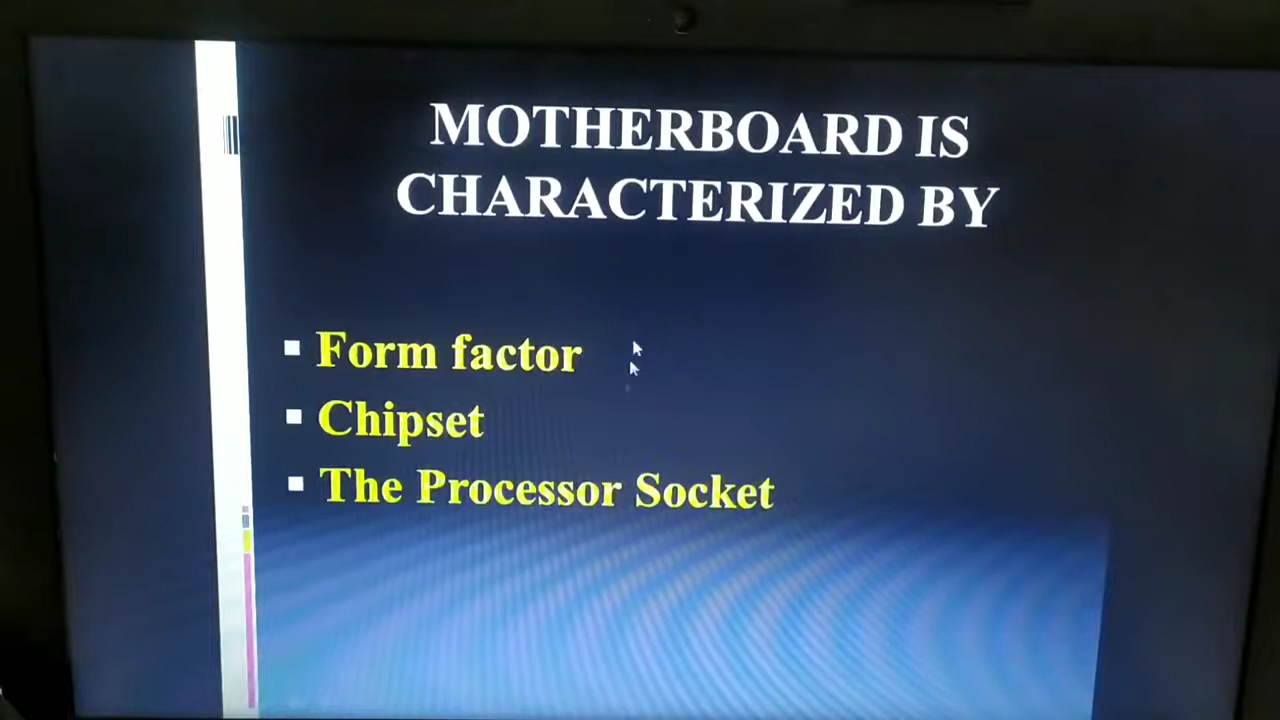 MOTHERBOARD IS
CHARACTERIZED BY
Form factor
Chipset
The Processor Socket